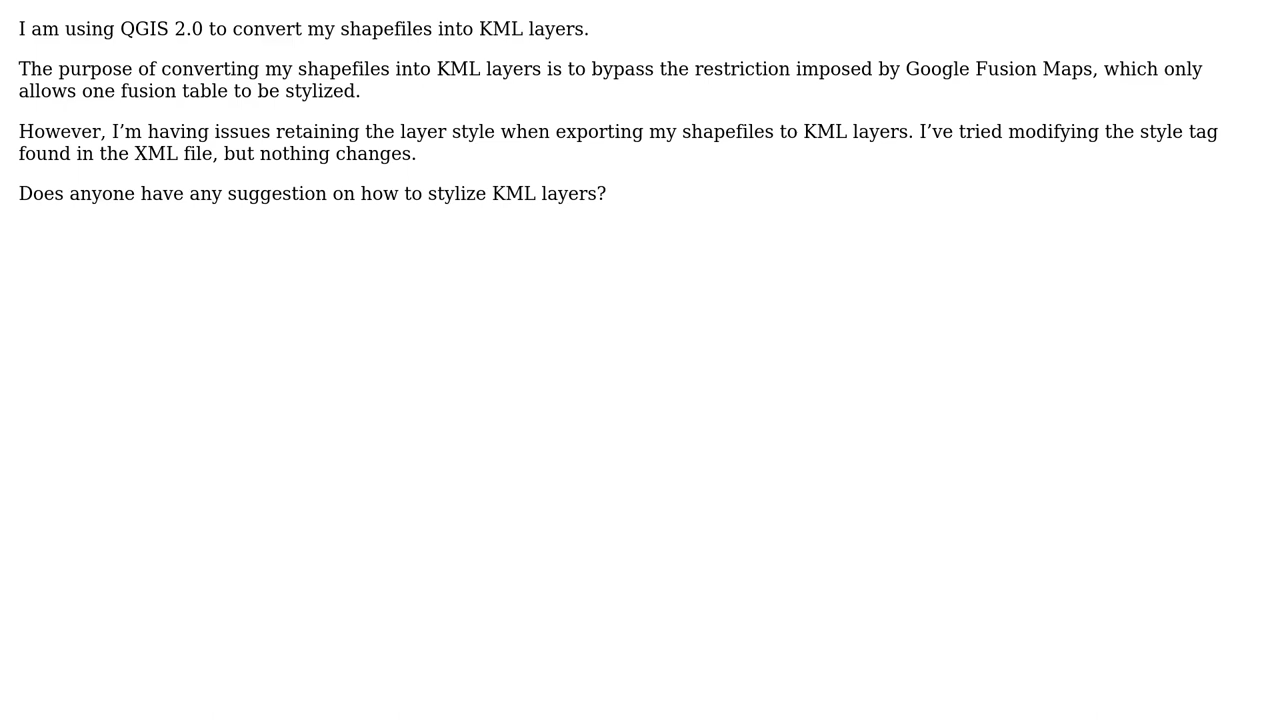 I am using QGIS 2.0 to convert my shapefiles into KML layers.
The purpose of converting my shapefiles into KML layers is to bypass the restriction imposed by Google Fusion Maps, which only
allows one fusion table to be stylized.
However, I’m having issues retaining the layer style when exporting my shapefiles to KML layers. I’ve tried modifying the style tag
found in the XML file, but nothing changes.
Does anyone have any suggestion on how to stylize KML layers?